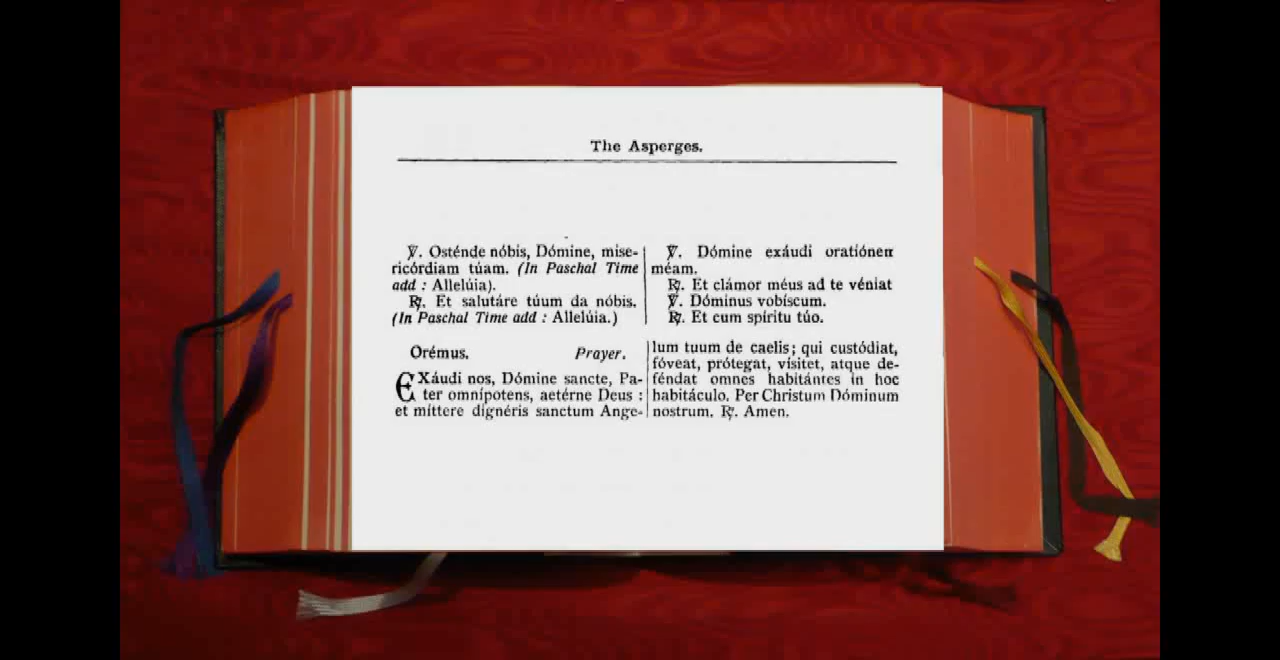 The Asperges.
℣. Osténde nóbis, Dómine, mise-
ricórdiam túam. (In Paschal Time
add : Allelúia).
℟. Et salutáre túum da nóbis.
(In Paschal Time add : Allelúia.)
℣. Dómine exáudi oratiónem
méam.
℟. Et clámor méus ad te véniat
℣. Dóminus vobíscum.
℟. Et cum spíritu túo.
Orémus. Prayer.
EXáudi nos, Dómine sancte, Pa-
ter omnípotens, aetérne Deus :
et míttere dignéris sanctum Ange-
lum tuum de caelis; qui custódiat,
fóveat, prótegat, vísitet, atque de-
féndat omnes habitántes in hoc
habitáculo. Per Christum Dóminum
nostrum. ℟. Amen.